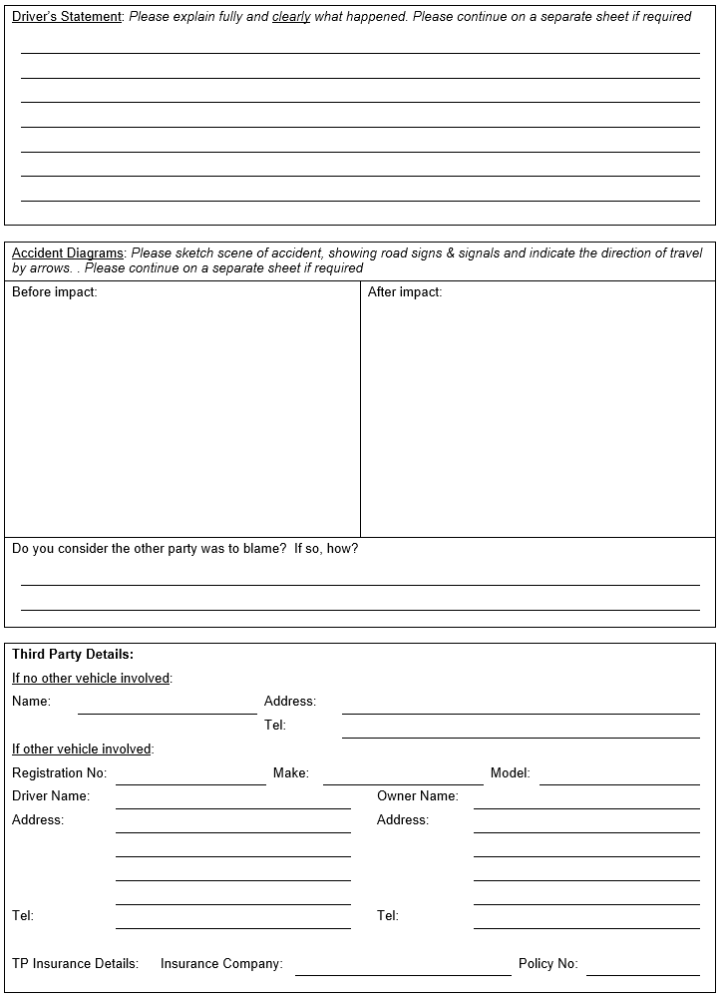 Driver's Statement: Please explain fully and clearly what happened. Please continue on a separate sheet if required
Accident Diagrams: Please sketch scene of accident, showing road signs & signals and indicate the direction of travel
by arrows. . Please continue on a separate sheet if required
Before impact: After impact:
Do you consider the other party was to blame?  If so, how?
Third Party Details:
If no other vehicle involved:
Name: Address:
Tel:
If other vehicle involved:
Registration No: Make: Model:
Driver Name: Owner Name:
Address: Address:
Tel: Tel:
TP Insurance Details: Insurance Company: Policy No: